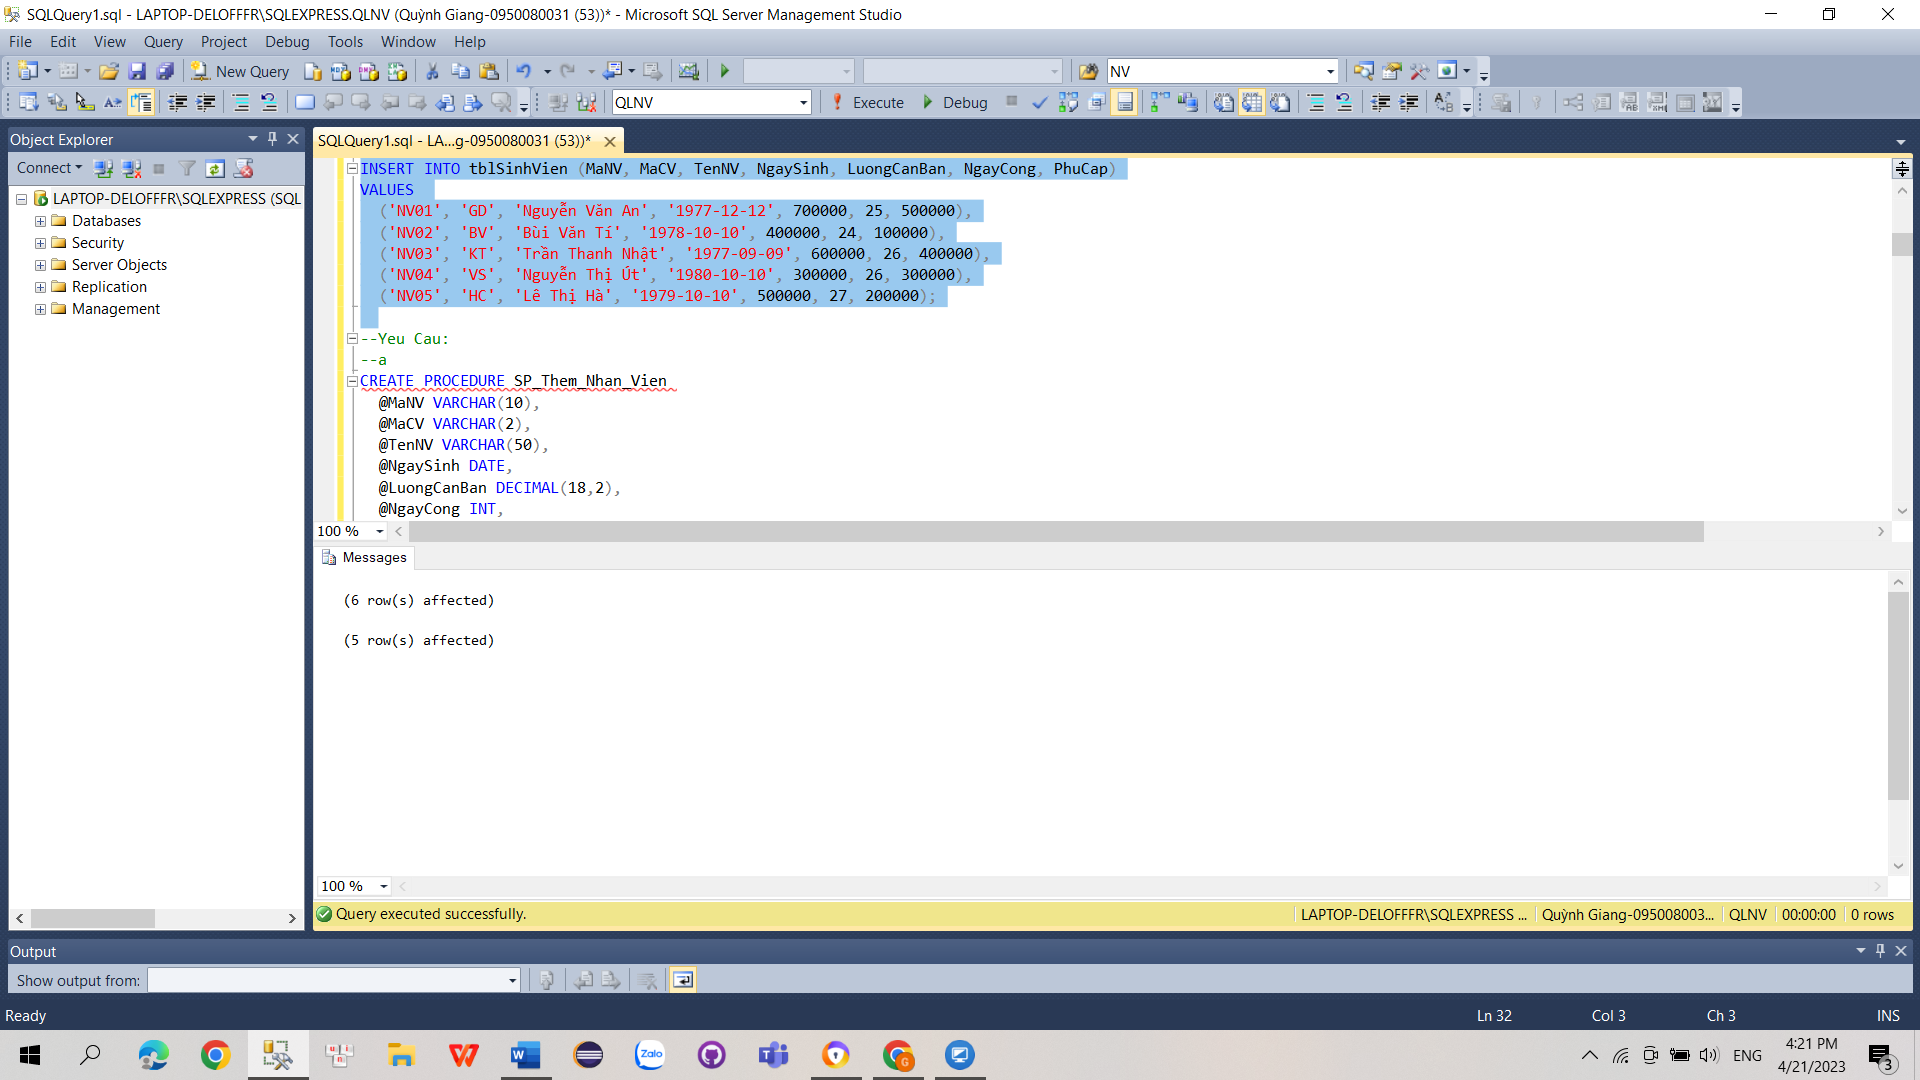 SQLQuery1.sql - LAPTOP-DELOFFFR\SQLEXPRESS.QLNV (Quỳnh Giang-0950080031 (53))* - Microsoft SQL Server Management Studio
File Edit View Query Project Debug Tools Window Help
New Query NV
QLNV Execute Debug
Object Explorer
SQLQuery1.sql - LA...g-0950080031 (53))*
Connect
LAPTOP-DELOFFFR\SQLEXPRESS (SQL
Databases
Security
Server Objects
Replication
Management
INSERT INTO tblSinhVien (MaNV, MaCV, TenNV, NgaySinh, LuongCanBan, NgayCong, PhuCap)
VALUES
('NV01', 'GD', 'Nguyễn Văn An', '1977-12-12', 700000, 25, 500000),
('NV02', 'BV', 'Bùi Văn Tí', '1978-10-10', 400000, 24, 100000),
('NV03', 'KT', 'Trần Thanh Nhật', '1977-09-09', 600000, 26, 400000),
('NV04', 'VS', 'Nguyễn Thị Út', '1980-10-10', 300000, 26, 300000),
('NV05', 'HC', 'Lê Thị Hà', '1979-10-10', 500000, 27, 200000);
--Yeu Cau:
--a
CREATE PROCEDURE SP_Them_Nhan_Vien
@MaNV VARCHAR(10),
@MaCV VARCHAR(2),
@TenNV VARCHAR(50),
@NgaySinh DATE,
@LuongCanBan DECIMAL(18,2),
@NgayCong INT,
100 %
Messages
(6 row(s) affected)
(5 row(s) affected)
100 %
Query executed successfully. LAPTOP-DELOFFFR\SQLEXPRESS ... Quỳnh Giang-095008003... QLNV 00:00:00 0 rows
Output
Show output from:
Ready Ln 32 Col 3 Ch 3 INS
Zalo
ENG
4:21 PM
4/21/2023
3